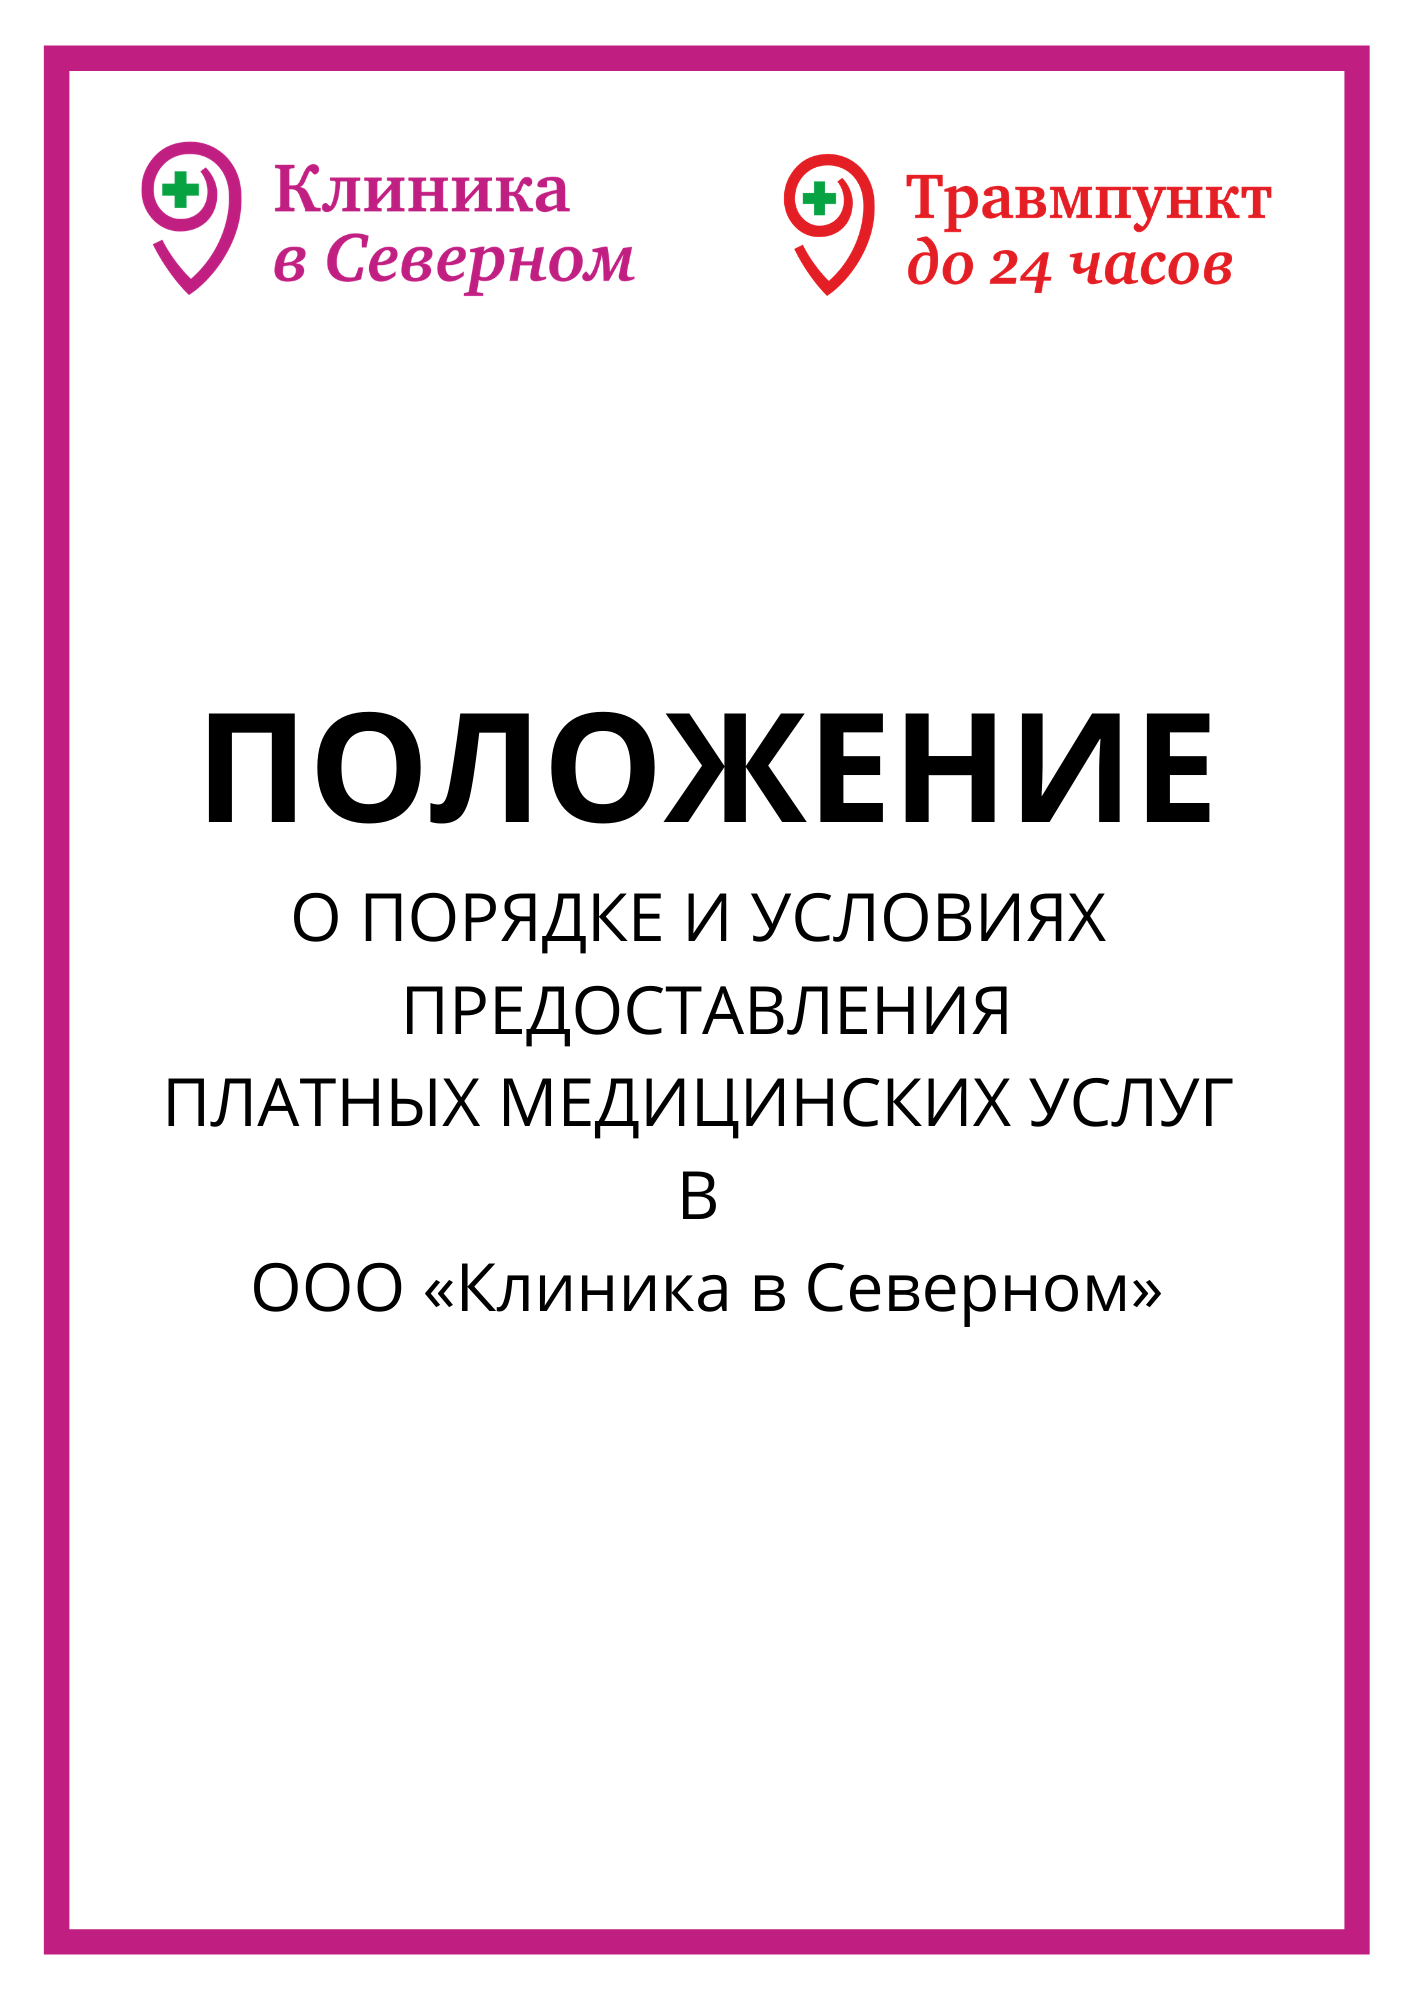 Клиника
в Северном
Травмпункт
до 24 часов
ПОЛОЖЕНИЕ
О ПОРЯДКЕ И УСЛОВИЯХ
ПРЕДОСТАВЛЕНИЯ
ПЛАТНЫХ МЕДИЦИНСКИХ УСЛУГ
В
ООО «Клиника в Северном»